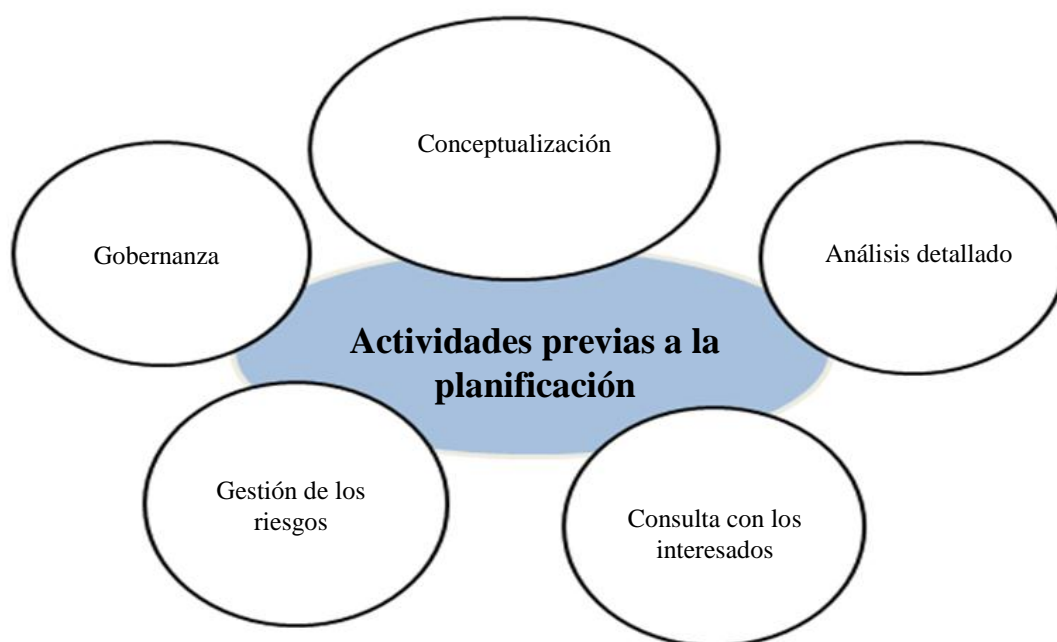 Conceptualización
Gobernanza
Análisis detallado
Actividades previas a la
planificación
Gestión de los
riesgos
Consulta con los
interesados